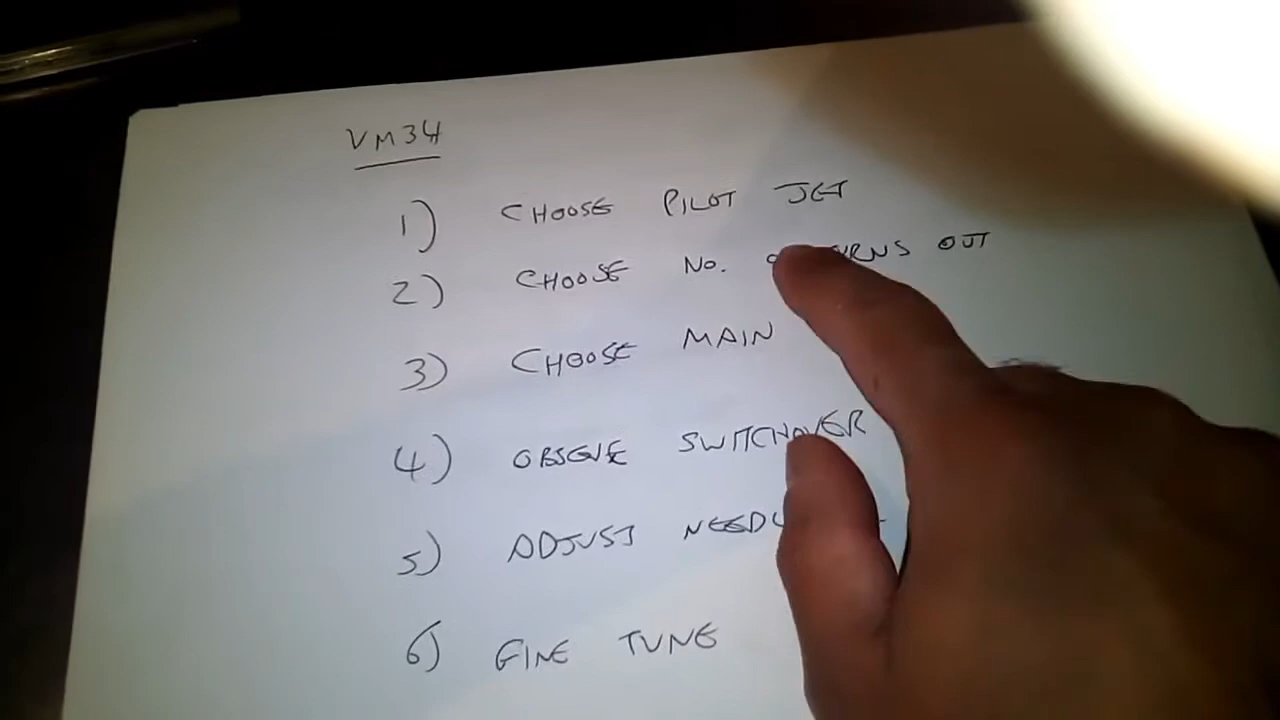 VM34
1) CHOOSE PILOT JET
2) CHOOSE No. OUT
3) CHOOSE MAIN
4) OBSERVE SWITCHOVER
5) ADJUST
6) FINE TUNE